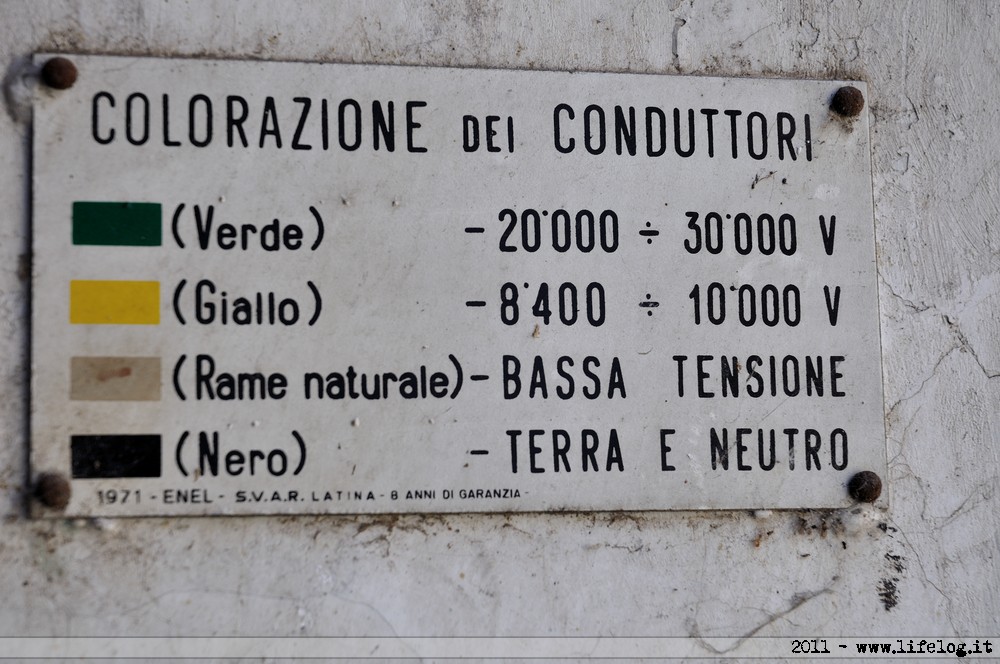 COLORAZIONE DEI CONDUTTORI
(Verde) - 20'000 ÷ 30'000 V
(Giallo) - 8'400 ÷ 10'000 V
(Rame naturale) - BASSA TENSIONE
(Nero) - TERRA E NEUTRO
1971 - ENEL - S.V.A.R. LATINA - 8 ANNI DI GARANZIA -
2011 - www.lifelog.it